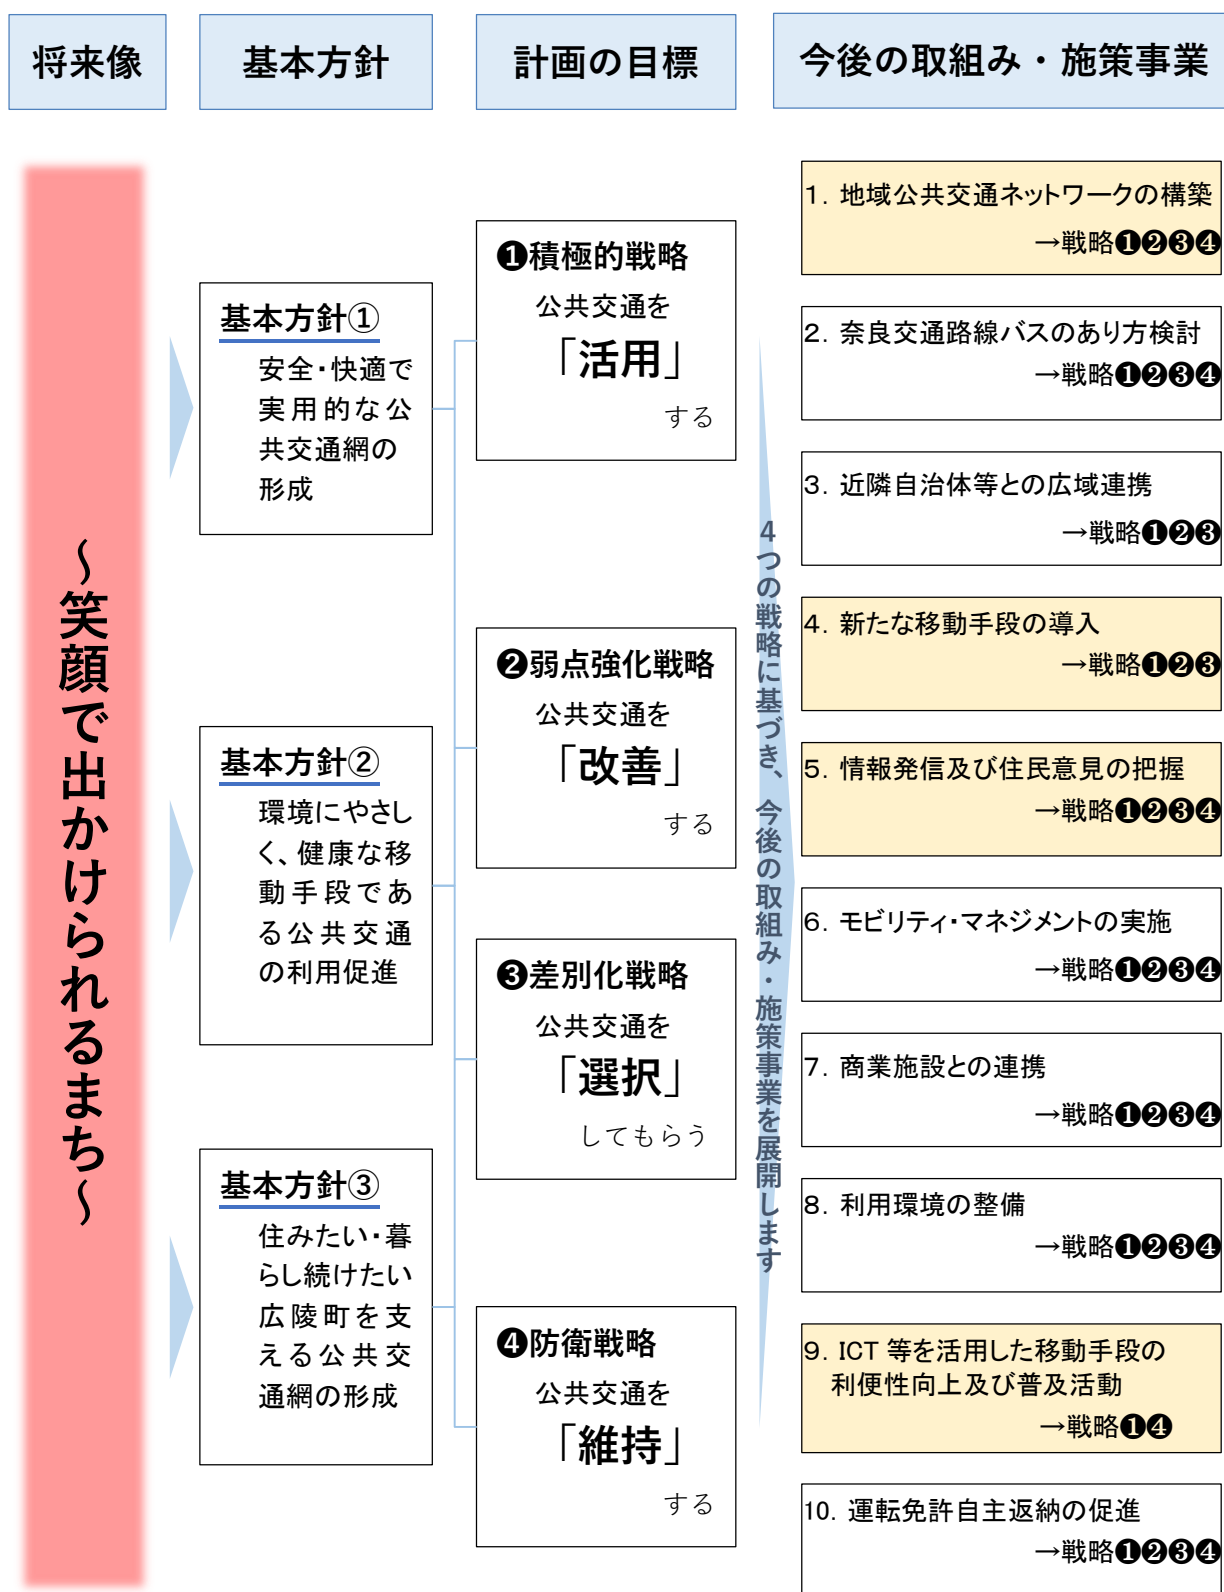 将来像
基本方針
計画の目標
今後の取組み・施策事業
～笑顔で出かけられるまち～
基本方針①
安全・快適で
実用的な公
共交通網の
形成
基本方針②
環境にやさし
く、健康な移
動手段であ
る公共交通
の利用促進
基本方針③
住みたい・暮
らし続けたい
広陵町を支
える公共交
通網の形成
❶積極的戦略
公共交通を
「活用」
する
❷弱点強化戦略
公共交通を
「改善」
する
❸差別化戦略
公共交通を
「選択」
してもらう
❹防衛戦略
公共交通を
「維持」
する
4つの戦略に基づき、今後の取組み・施策事業を展開します
1．地域公共交通ネットワークの構築
→戦略❶❷❸❹
2．奈良交通路線バスのあり方検討
→戦略❶❷❸❹
3．近隣自治体等との広域連携
→戦略❶❷❸
4．新たな移動手段の導入
→戦略❶❷❸
5．情報発信及び住民意見の把握
→戦略❶❷❸❹
6．モビリティ・マネジメントの実施
→戦略❶❷❸❹
7．商業施設との連携
→戦略❶❷❸❹
8．利用環境の整備
→戦略❶❷❸❹
9．ICT 等を活用した移動手段の
利便性向上及び普及活動
→戦略❶❹
10．運転免許自主返納の促進
→戦略❶❷❸❹